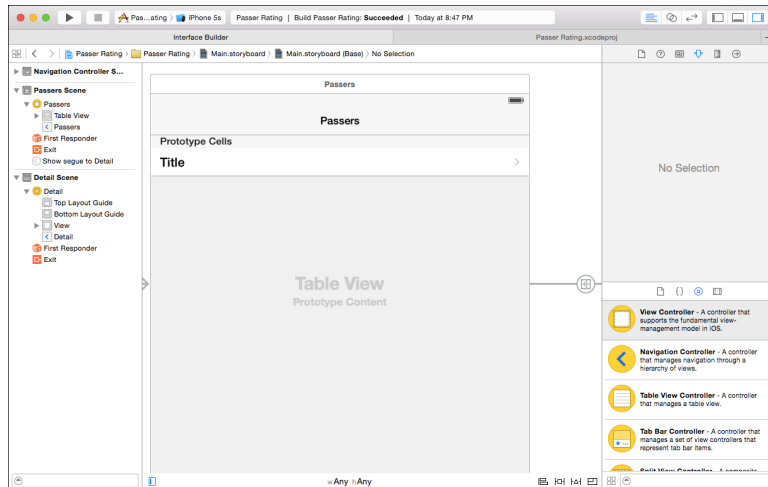 Pas...ating
iPhone 5s
Passer Rating | Build Passer Rating: Succeeded | Today at 8:47 PM
Interface Builder
Passer Rating.xcodeproj
Passer Rating
Passer Rating
Main.storyboard
Main.storyboard (Base)
No Selection
Navigation Controller S...
Passers Scene
Passers
Table View
Passers
First Responder
Exit
Show segue to Detail
Detail Scene
Detail
Top Layout Guide
Bottom Layout Guide
View
Detail
First Responder
Exit
Passers
Passers
Prototype Cells
Title
Table View
Prototype Content
wAny hAny
No Selection
View Controller - A controller that
supports the fundamental view-
management model in iOS.
Navigation Controller - A controller
that manages navigation through a
hierarchy of views.
Table View Controller - A controller
that manages a table view.
Tab Bar Controller - A controller that
manages a set of view controllers that
represent tab bar items.
Split View Controller - A composite